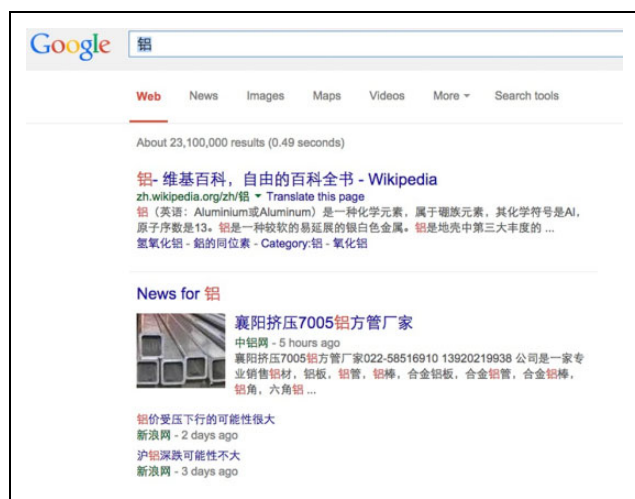 Google 铝
Web News Images Maps Videos More Search tools
About 23,100,000 results (0.49 seconds)
铝- 维基百科，自由的百科全书 - Wikipedia
zh.wikipedia.org/zh/铝 Translate this page
铝（英语：Aluminium或Aluminum）是一种化学元素，属于硼族元素，其化学符号是Al，
原子序数是13。铝是一种较软的易延展的银白色金属。铝是地壳中第三大丰度的 ...
氢氧化铝 - 鋁的同位素 - Category:铝 - 氧化铝
News for 铝
襄阳挤压7005铝方管厂家
中铝网 - 5 hours ago
襄阳挤压7005铝方管厂家022-58516910 13920219938 公司是一家专
业销售铝材，铝板，铝管，铝棒，合金铝板，合金铝管，合金铝棒，
铝角，六角铝 ...
铝价受压下行的可能性很大
新浪网 - 2 days ago
沪铝深跌可能性不大
新浪网 - 3 days ago